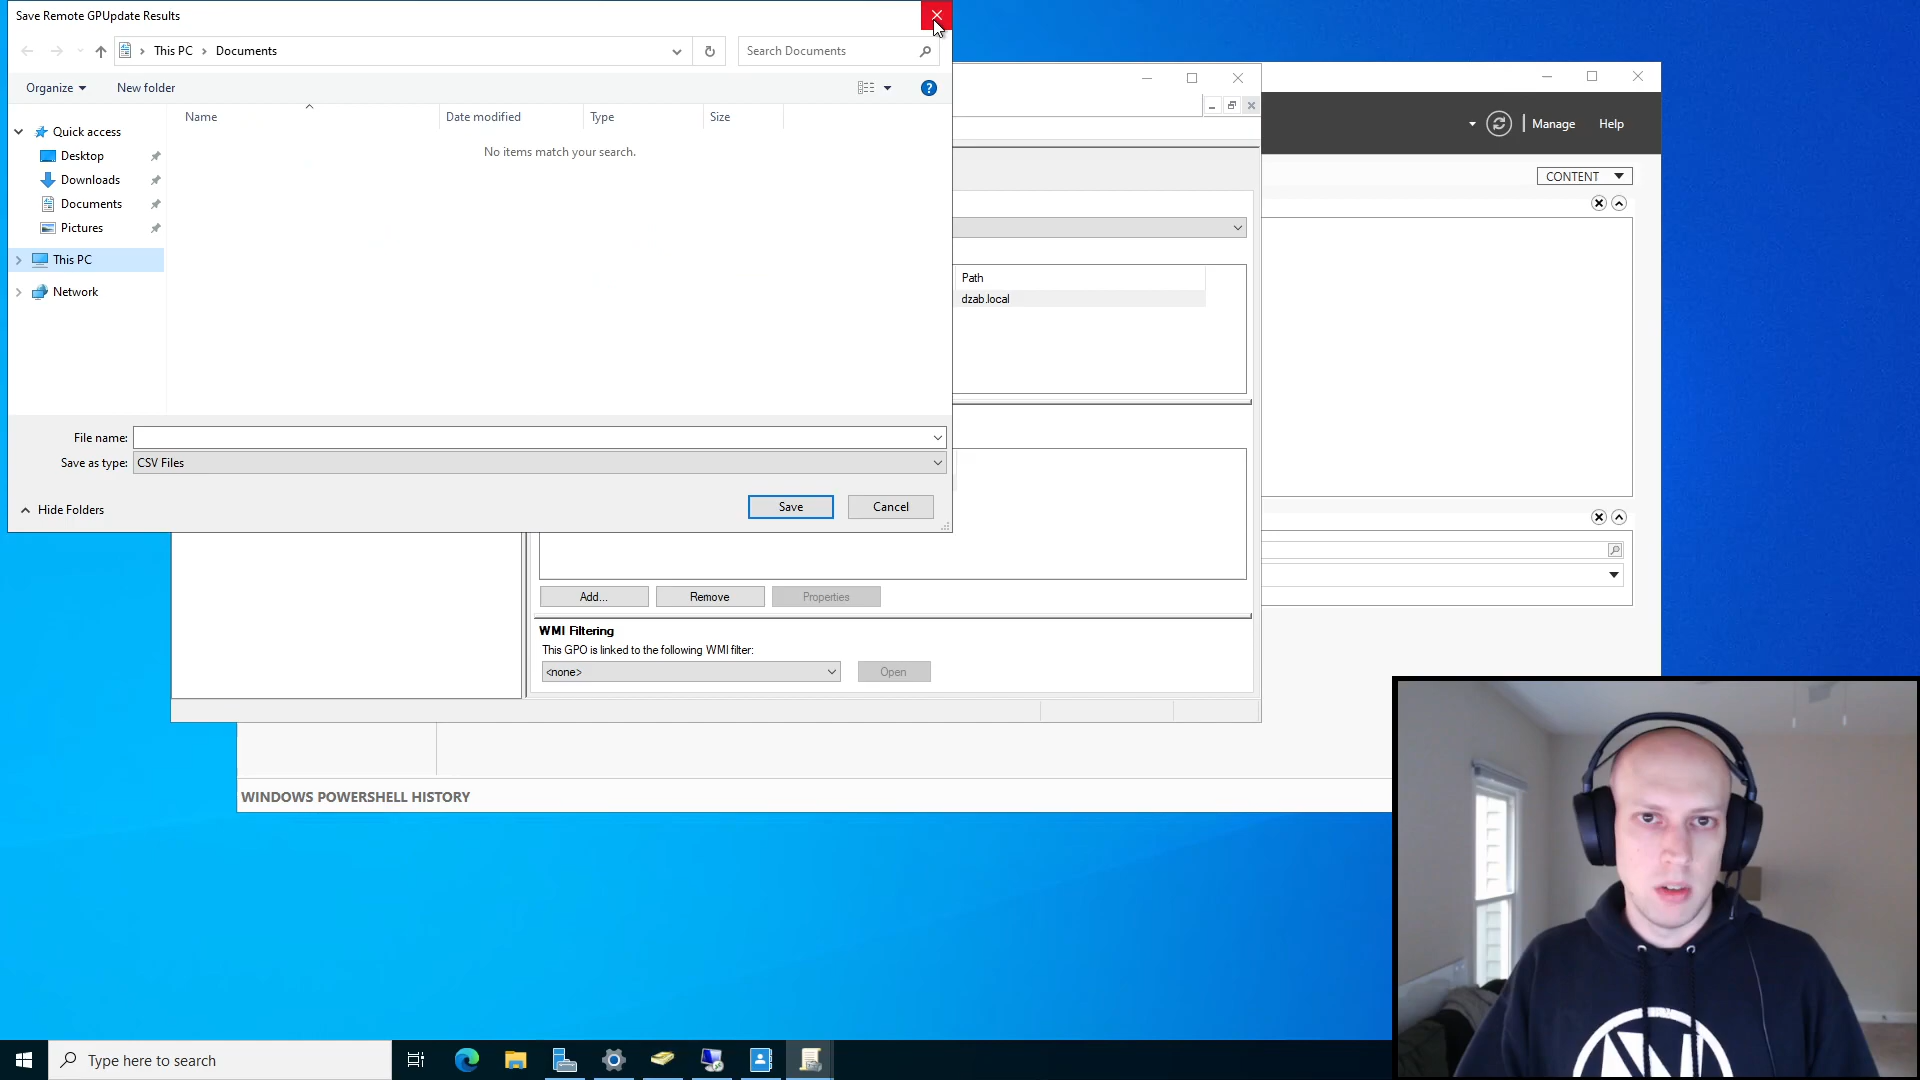 Save Remote GPUpdate Results
This PC > Documents
Search Documents
Organize
New folder
Name
Date modified
Type
Size
No items match your search.
Quick access
Desktop
Downloads
Documents
Pictures
This PC
Network
File name:
Save as type: CSV Files
Hide Folders
Save
Cancel
Manage
Help
CONTENT
Path
dzab.local
Add...
Remove
Properties
WMI Filtering
This GPO is linked to the following WMI filter:
<none>
Open
WINDOWS POWERSHELL HISTORY
Type here to search